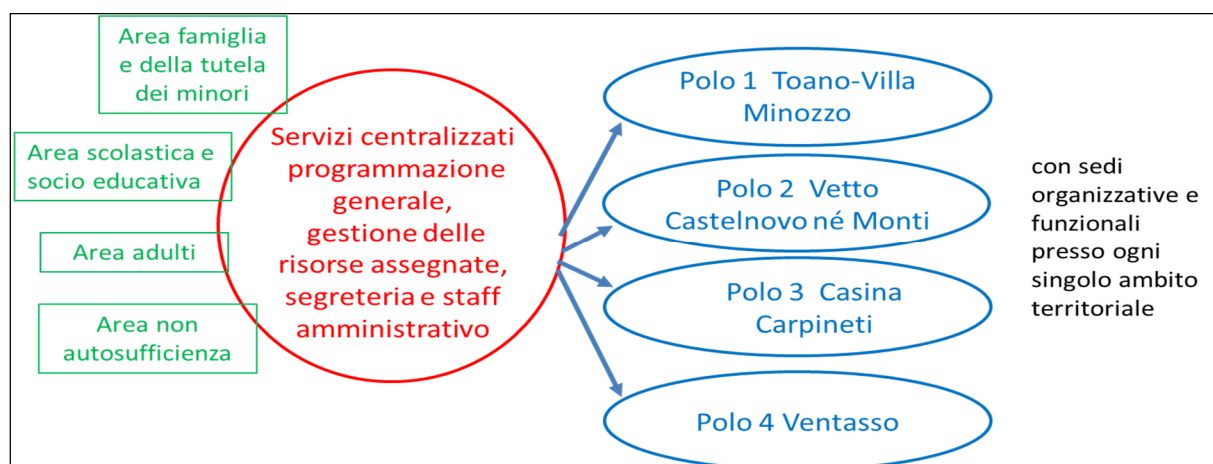 Area famiglia
e della tutela
dei minori
Area scolastica e
socio educativa
Area adulti
Area non
autosufficienza
Servizi centralizzati
programmazione
generale,
gestione delle
risorse assegnate,
segreteria e staff
amministrativo
Polo 1 Toano-Villa
Minozzo
Polo 2 Vetto
Castelnovo né Monti
Polo 3 Casina
Carpineti
Polo 4 Ventasso
con sedi
organizzative e
funzionali
presso ogni
singolo ambito
territoriale